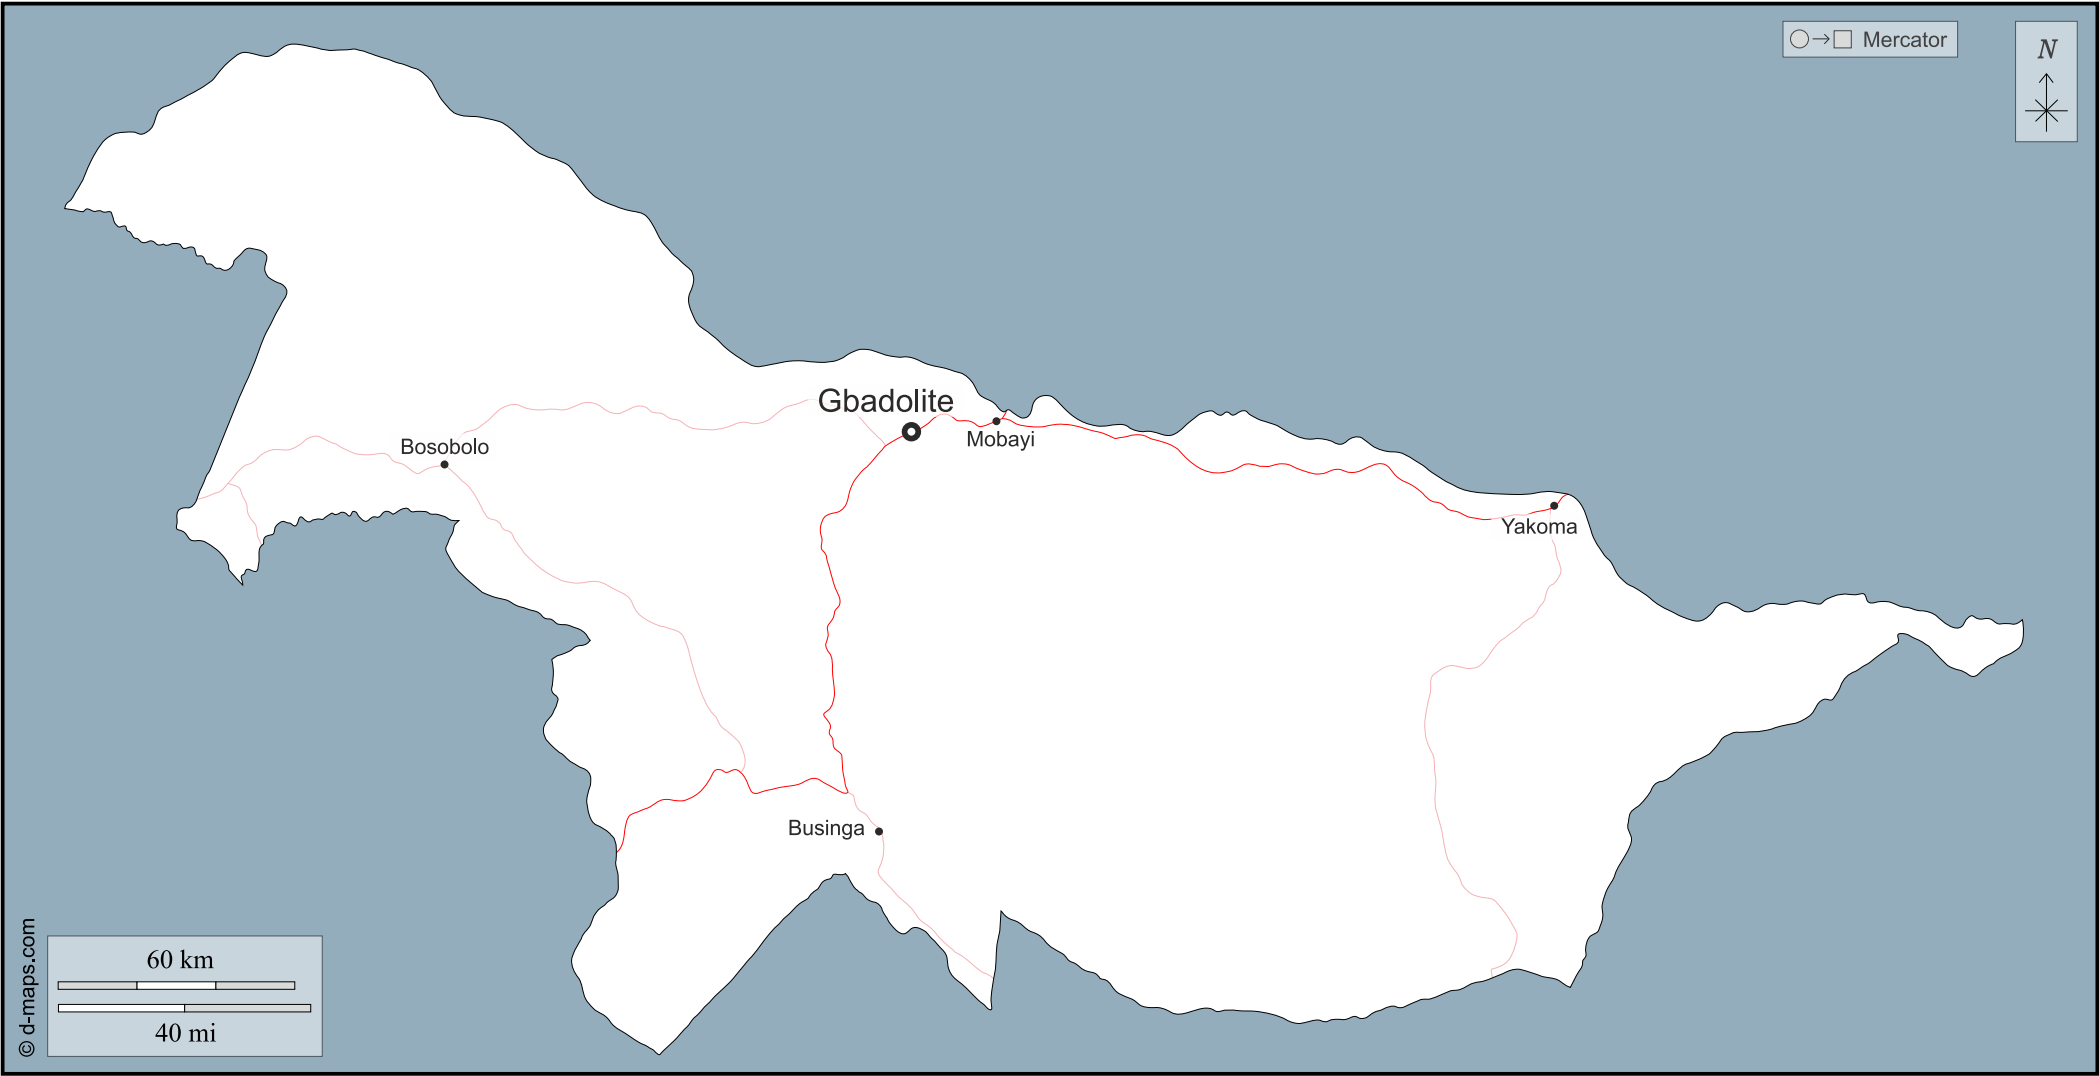 Mercator
N
Gbadolite
Mobayi
Bosobolo
Yakoma
Businga
60 km
40 mi
© d-maps.com